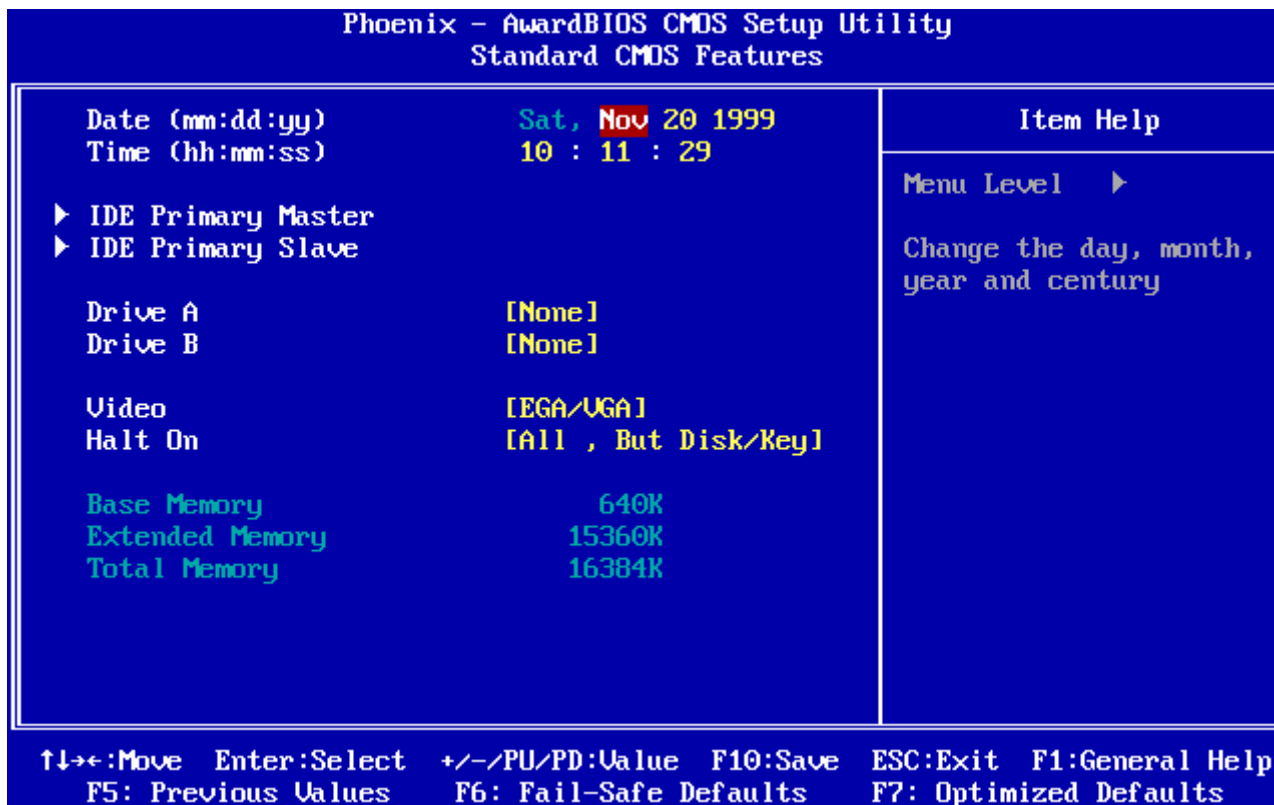 Phoenix - AwardBIOS CMOS Setup Utility
Standard CMOS Features
Date (mm:dd:yy) Sat, Nov 20 1999
Time (hh:mm:ss) 10 : 11 : 29
IDE Primary Master
IDE Primary Slave
Drive A [None]
Drive B [None]
Video [EGA/VGA]
Halt On [All , But Disk/Key]
Base Memory 640K
Extended Memory 15360K
Total Memory 16384K
Item Help
Menu Level
Change the day, month,
year and century
↑↓→←:Move Enter:Select +/-/PU/PD:Value F10:Save ESC:Exit F1:General Help
F5: Previous Values F6: Fail-Safe Defaults F7: Optimized Defaults